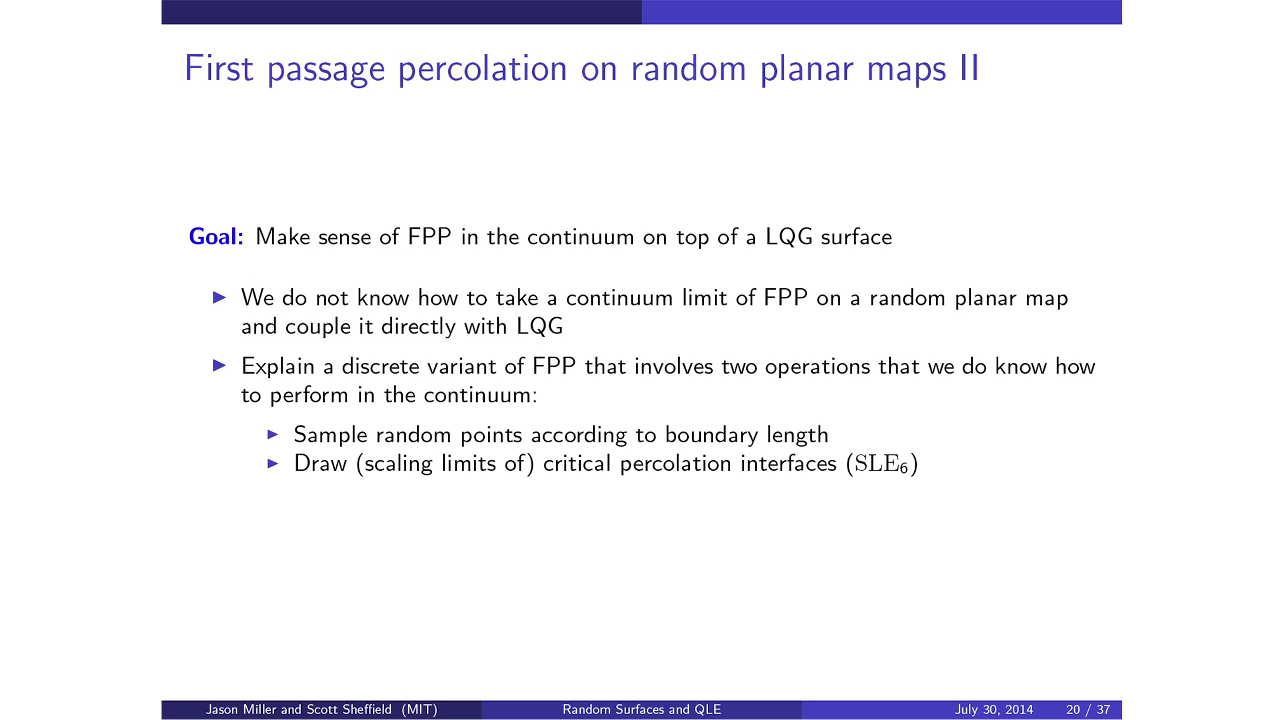 First passage percolation on random planar maps II
Goal: Make sense of FPP in the continuum on top of a LQG surface
▶ We do not know how to take a continuum limit of FPP on a random planar map
and couple it directly with LQG
▶ Explain a discrete variant of FPP that involves two operations that we do know how
to perform in the continuum:
▶ Sample random points according to boundary length
▶ Draw (scaling limits of) critical percolation interfaces (SLE₆)
Jason Miller and Scott Sheffield (MIT) Random Surfaces and QLE July 30, 2014 20 / 37